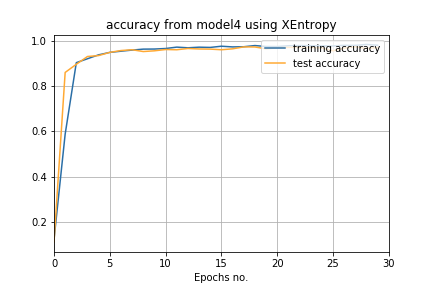 accuracy from model4 using XEntropy
1.0
0.8
0.6
0.4
0.2
training accuracy
test accuracy
0 5 10 15 20 25 30
Epochs no.